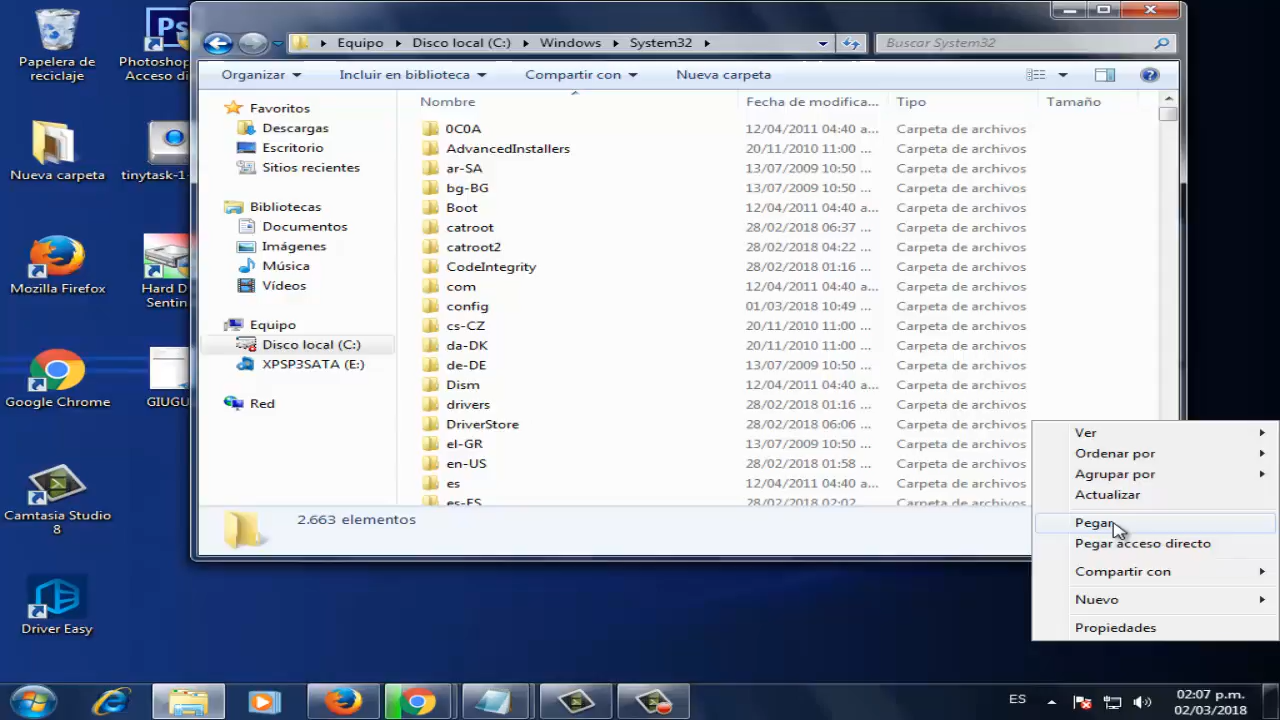 Papelera de
reciclaje
Photoshop
Acceso di
Nueva carpeta
tinytask-1-
Mozilla Firefox
Hard D
Sentin
Google Chrome
GIUGU
Camtasia Studio
8
Driver Easy
Equipo
Disco local (C:)
Windows
System32
Buscar System32
Organizar
Incluir en biblioteca
Compartir con
Nueva carpeta
Favoritos
Descargas
Escritorio
Sitios recientes
Bibliotecas
Documentos
Imágenes
Música
Vídeos
Equipo
Disco local (C:)
XPSP3SATA (E:)
Red
Nombre Fecha de modifica... Tipo Tamaño
0C0A 12/04/2011 04:40 a... Carpeta de archivos
AdvancedInstallers 20/11/2010 11:00 ... Carpeta de archivos
ar-SA 13/07/2009 10:50 ... Carpeta de archivos
bg-BG 13/07/2009 10:50 ... Carpeta de archivos
Boot 12/04/2011 04:40 a... Carpeta de archivos
catroot 28/02/2018 06:37 ... Carpeta de archivos
catroot2 28/02/2018 04:22 ... Carpeta de archivos
CodeIntegrity 28/02/2018 01:16 ... Carpeta de archivos
com 12/04/2011 04:40 a... Carpeta de archivos
config 01/03/2018 10:49 ... Carpeta de archivos
cs-CZ 20/11/2010 11:00 ... Carpeta de archivos
da-DK 20/11/2010 11:00 ... Carpeta de archivos
de-DE 13/07/2009 10:50 ... Carpeta de archivos
Dism 12/04/2011 04:40 a... Carpeta de archivos
drivers 28/02/2018 01:16 ... Carpeta de archivos
DriverStore 28/02/2018 06:06 ... Carpeta de archivos
el-GR 13/07/2009 10:50 ... Carpeta de archivos
en-US 28/02/2018 01:58 ... Carpeta de archivos
es 12/04/2011 04:40 a... Carpeta de archivos
es-ES 28/02/2018 02:02 ... Carpeta de archivos
2.663 elementos
Ver
Ordenar por
Agrupar por
Actualizar
Pegar
Pegar acceso directo
Compartir con
Nuevo
Propiedades
ES
02:07 p.m.
02/03/2018